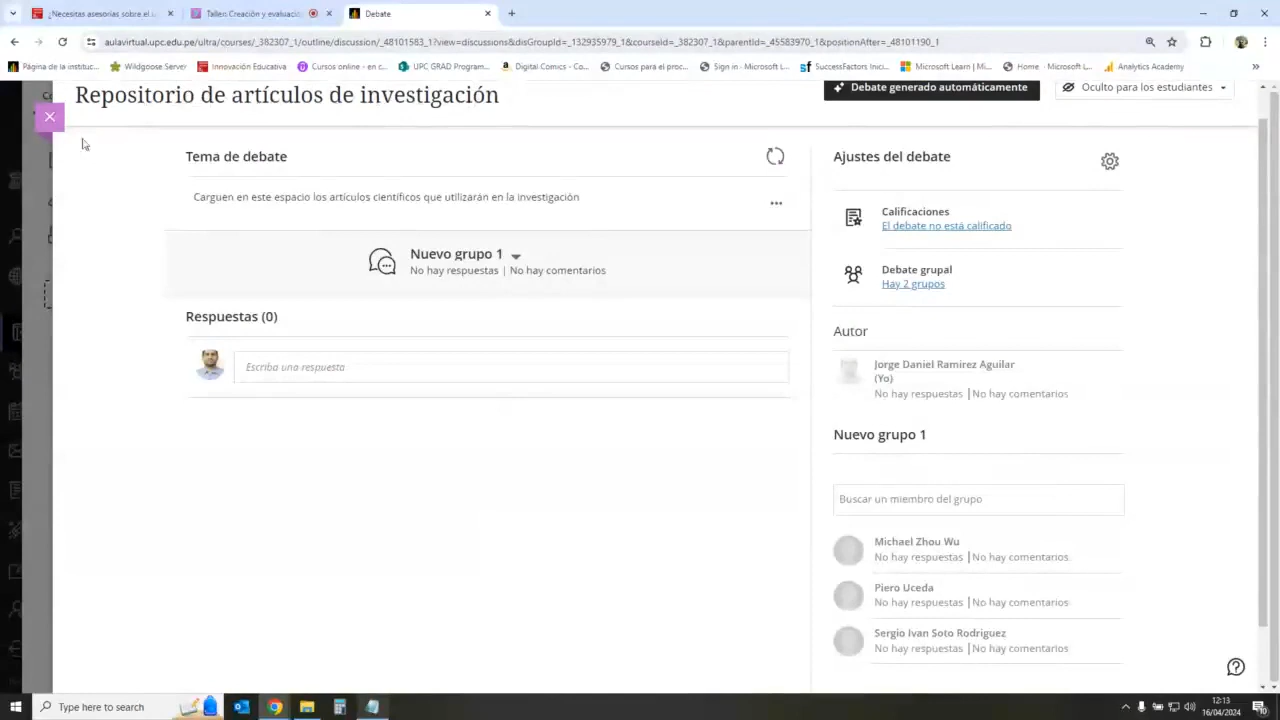 ¿Necesitas asesorías sobre el u
Taller: Creación y evaluació
Debate
aulavirtual.upc.edu.pe/ultra/courses/_382307_1/outline/discussion/_48101583_1?view=discussions&disGroupId=_132935979_1&courseId=_382307_1&parentId=_45583970_1&positionAfter=_48101190_1
Página de la instituc...
Wildgoose.Server
Innovación Educativa
Cursos online - en c...
UPC GRAD Program...
Digital Comics - Co...
Cursos para el proc...
Sign in - Microsoft L...
SuccessFactors Inici...
Microsoft Learn | Mi...
Home - Microsoft L...
Analytics Academy
Repositorio de artículos de investigación
Debate generado automáticamente
Oculto para los estudiantes
Tema de debate
Carguen en este espacio los artículos científicos que utilizarán en la investigación
Nuevo grupo 1
No hay respuestas | No hay comentarios
Respuestas (0)
Escriba una respuesta
Ajustes del debate
Calificaciones
El debate no está calificado
Debate grupal
Hay 2 grupos
Autor
Jorge Daniel Ramirez Aguilar
(Yo)
No hay respuestas | No hay comentarios
Nuevo grupo 1
Buscar un miembro del grupo
Michael Zhou Wu
No hay respuestas | No hay comentarios
Piero Uceda
No hay respuestas | No hay comentarios
Sergio Ivan Soto Rodriguez
No hay respuestas | No hay comentarios
Type here to search
12:13
16/04/2024